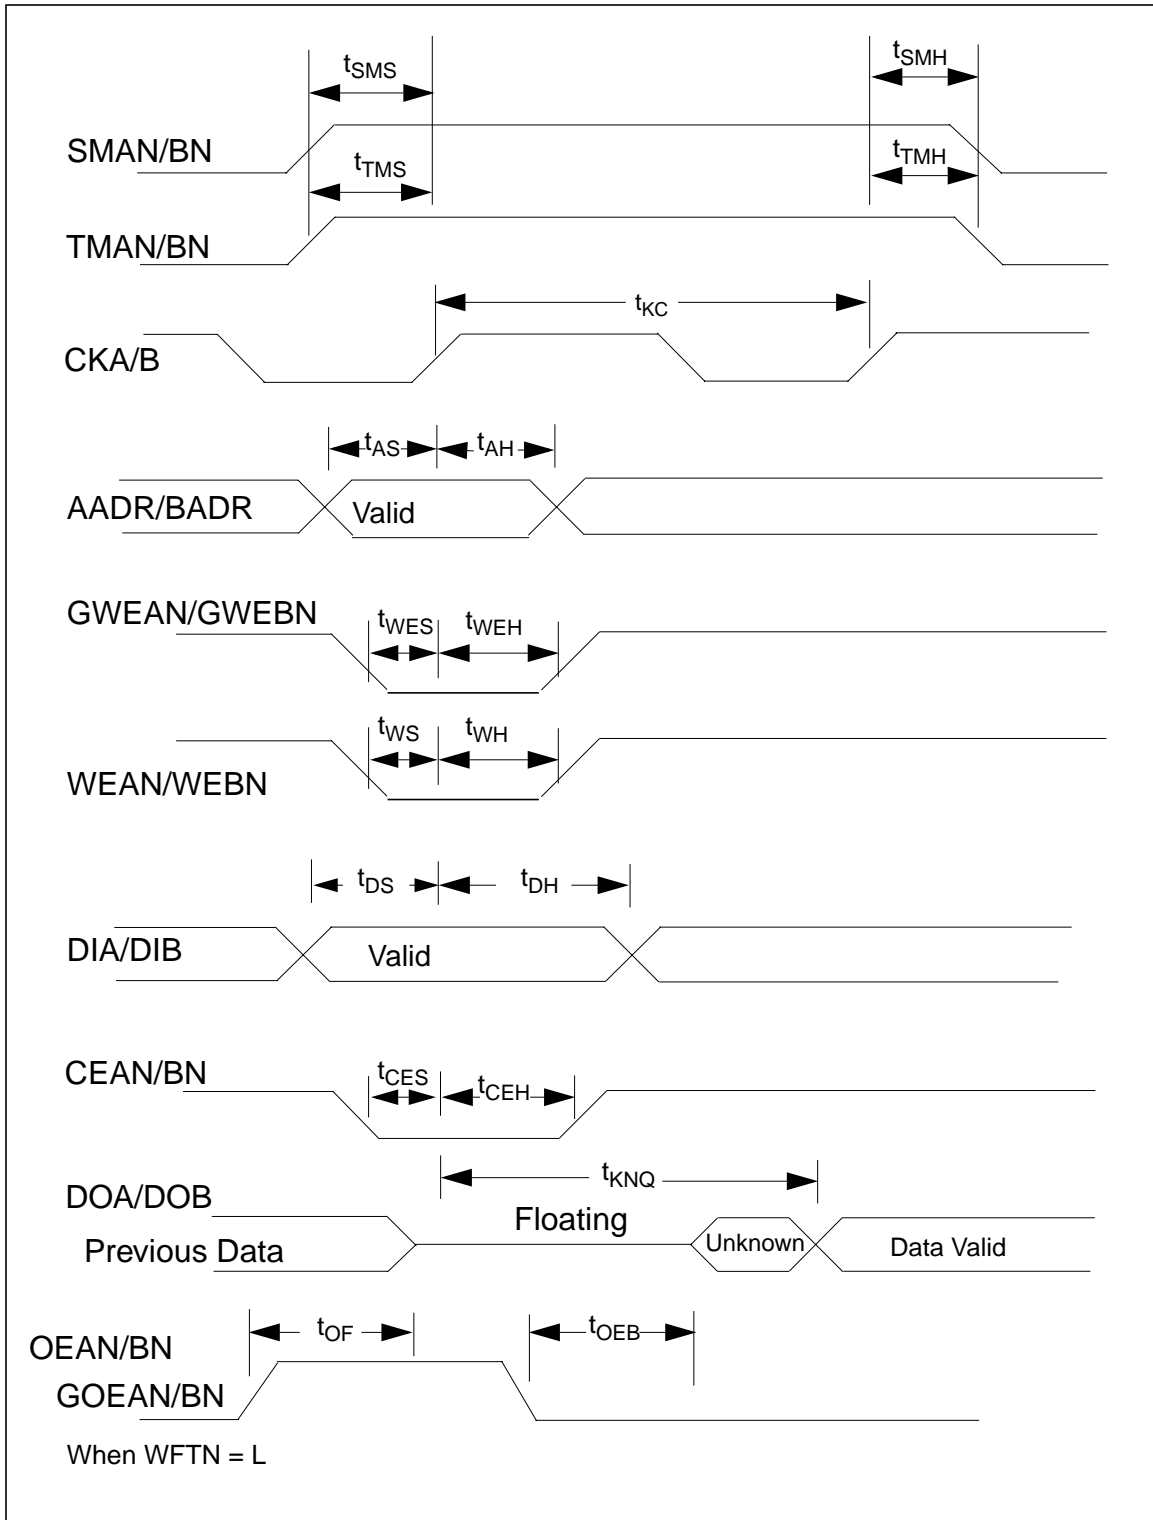 tSMS
tSMH
SMAN/BN
tTMS
tTMH
TMAN/BN
tKC
CKA/B
tAS
tAH
AADR/BADR
Valid
GWEAN/GWEBN
tWES
tWEH
tWS
tWH
WEAN/WEBN
tDS
tDH
DIA/DIB
Valid
CEAN/BN
tCES
tCEH
tKNQ
DOA/DOB
Floating
Previous Data
Unknown
Data Valid
tOF
tOEB
OEAN/BN
GOEAN/BN
When WFTN = L